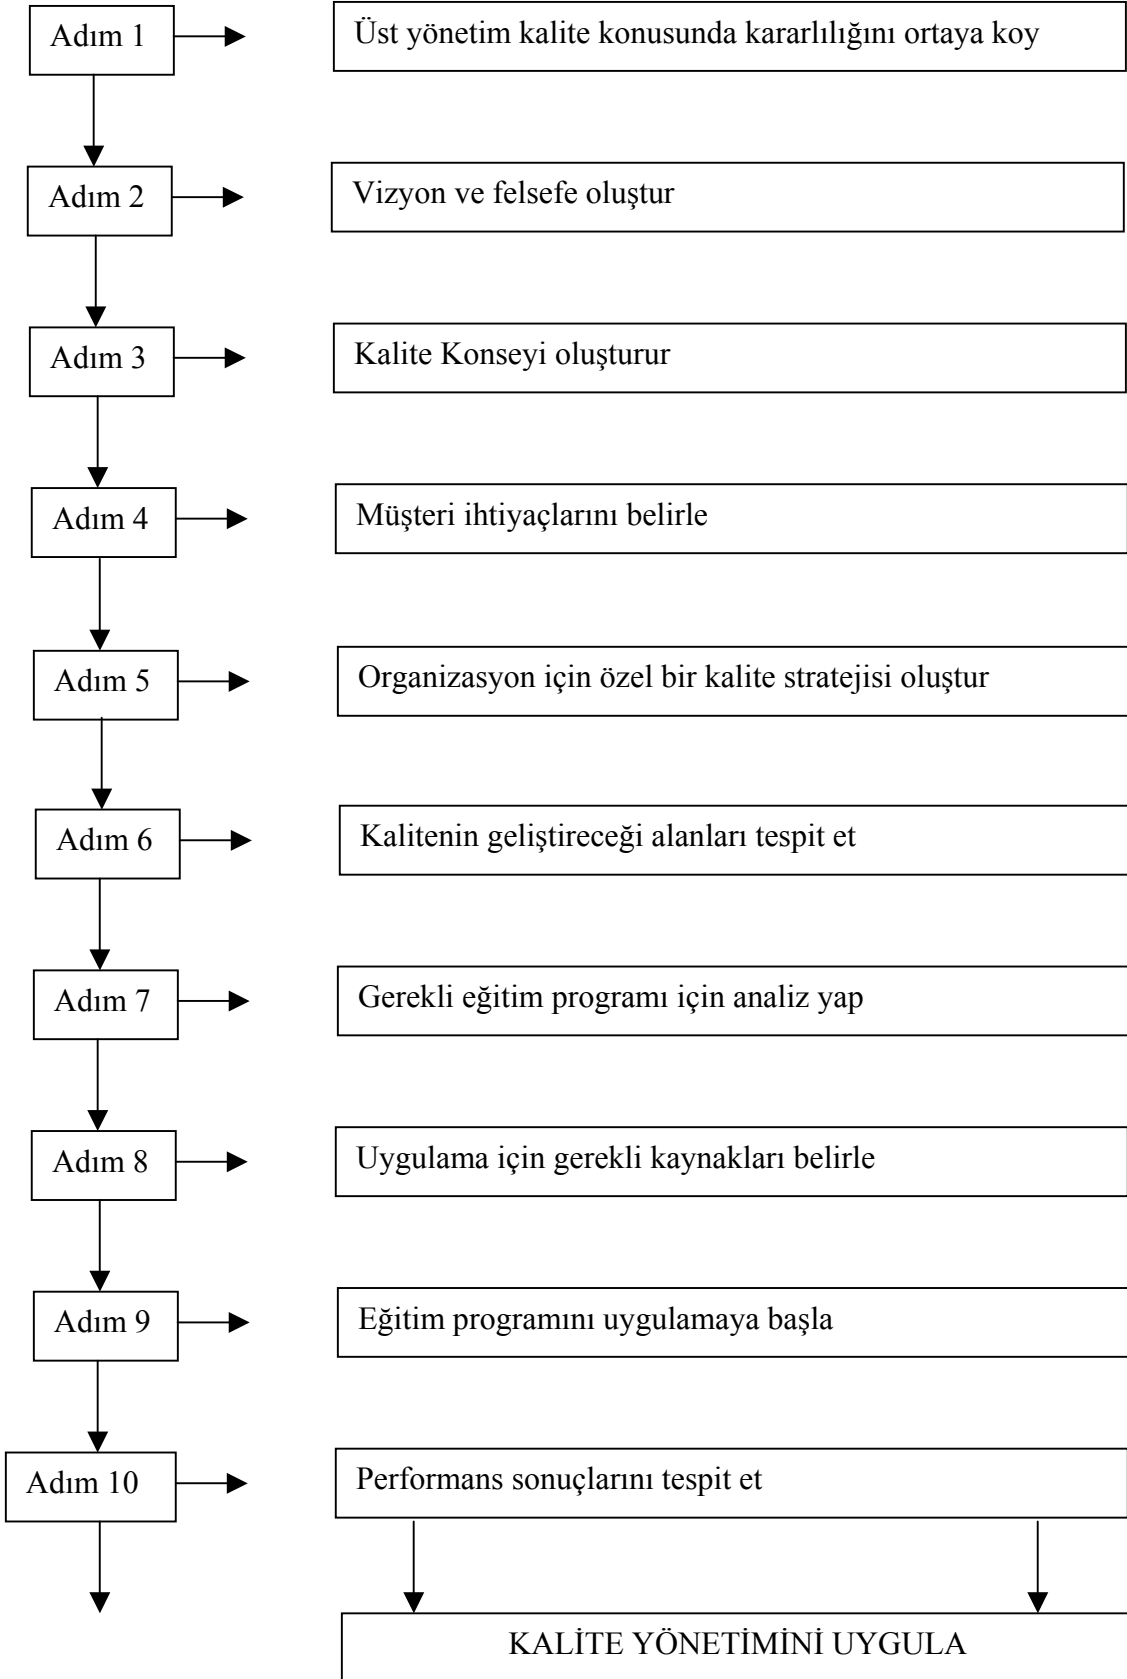 Adım 1
Üst yönetim kalite konusunda kararlılığını ortaya koy
Adım 2
Vizyon ve felsefe oluştur
Adım 3
Kalite Konseyi oluşturur
Adım 4
Müşteri ihtiyaçlarını belirle
Adım 5
Organizasyon için özel bir kalite stratejisi oluştur
Adım 6
Kalitenin geliştireceği alanları tespit et
Adım 7
Gerekli eğitim programı için analiz yap
Adım 8
Uygulama için gerekli kaynakları belirle
Adım 9
Eğitim programını uygulamaya başla
Adım 10
Performans sonuçlarını tespit et
KALİTE YÖNETİMİNİ UYGULA